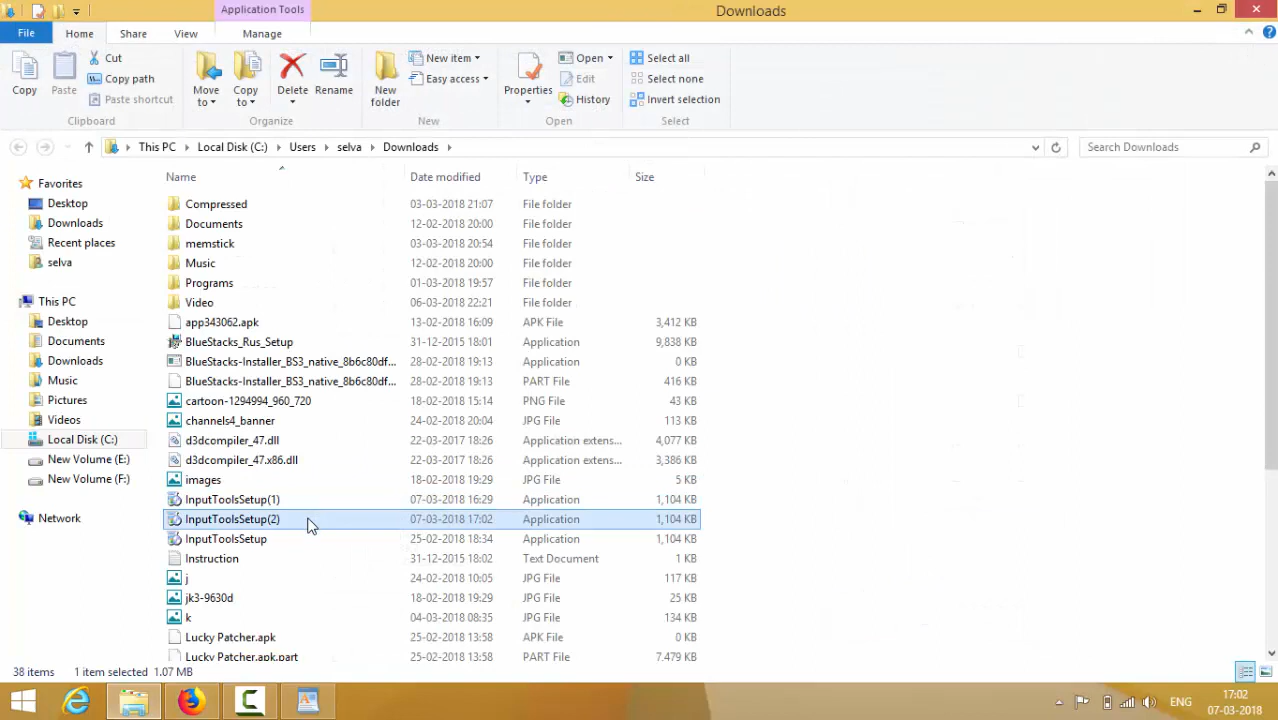 Application Tools
Downloads
File Home Share View Manage
Copy
Paste
Cut
Copy path
Paste shortcut
Clipboard
Move to
Copy to
Delete
Rename
Organize
New folder
New item
Easy access
New
Properties
Open
Edit
History
Open
Select all
Select none
Invert selection
Select
This PC Local Disk (C:) Users selva Downloads
Search Downloads
Favorites
Desktop
Downloads
Recent places
selva
This PC
Desktop
Documents
Downloads
Music
Pictures
Videos
Local Disk (C:)
New Volume (E:)
New Volume (F:)
Network
Name Date modified Type Size
Compressed 03-03-2018 21:07 File folder
Documents 12-02-2018 20:00 File folder
memstick 03-03-2018 20:54 File folder
Music 12-02-2018 20:00 File folder
Programs 01-03-2018 19:57 File folder
Video 06-03-2018 22:21 File folder
app343062.apk 13-02-2018 16:09 APK File 3,412 KB
BlueStacks_Rus_Setup 31-12-2015 18:01 Application 9,838 KB
BlueStacks-Installer_BS3_native_8b6c80df... 28-02-2018 19:13 Application 0 KB
BlueStacks-Installer_BS3_native_8b6c80df... 28-02-2018 19:13 PART File 416 KB
cartoon-1294994_960_720 18-02-2018 15:14 PNG File 43 KB
channels4_banner 24-02-2018 20:04 JPG File 113 KB
d3dcompiler_47.dll 22-03-2017 18:26 Application extens... 4,077 KB
d3dcompiler_47.x86.dll 22-03-2017 18:26 Application extens... 3,386 KB
images 18-02-2018 19:29 JPG File 5 KB
InputToolsSetup(1) 07-03-2018 16:29 Application 1,104 KB
InputToolsSetup(2) 07-03-2018 17:02 Application 1,104 KB
InputToolsSetup 25-02-2018 18:34 Application 1,104 KB
Instruction 31-12-2015 18:02 Text Document 1 KB
j 24-02-2018 10:05 JPG File 117 KB
jk3-9630d 18-02-2018 19:29 JPG File 25 KB
k 04-03-2018 08:35 JPG File 134 KB
Lucky Patcher.apk 25-02-2018 13:58 APK File 0 KB
Lucky Patcher.apk.part 25-02-2018 13:58 PART File 7,479 KB
38 items 1 item selected 1.07 MB
ENG
17:02
07-03-2018